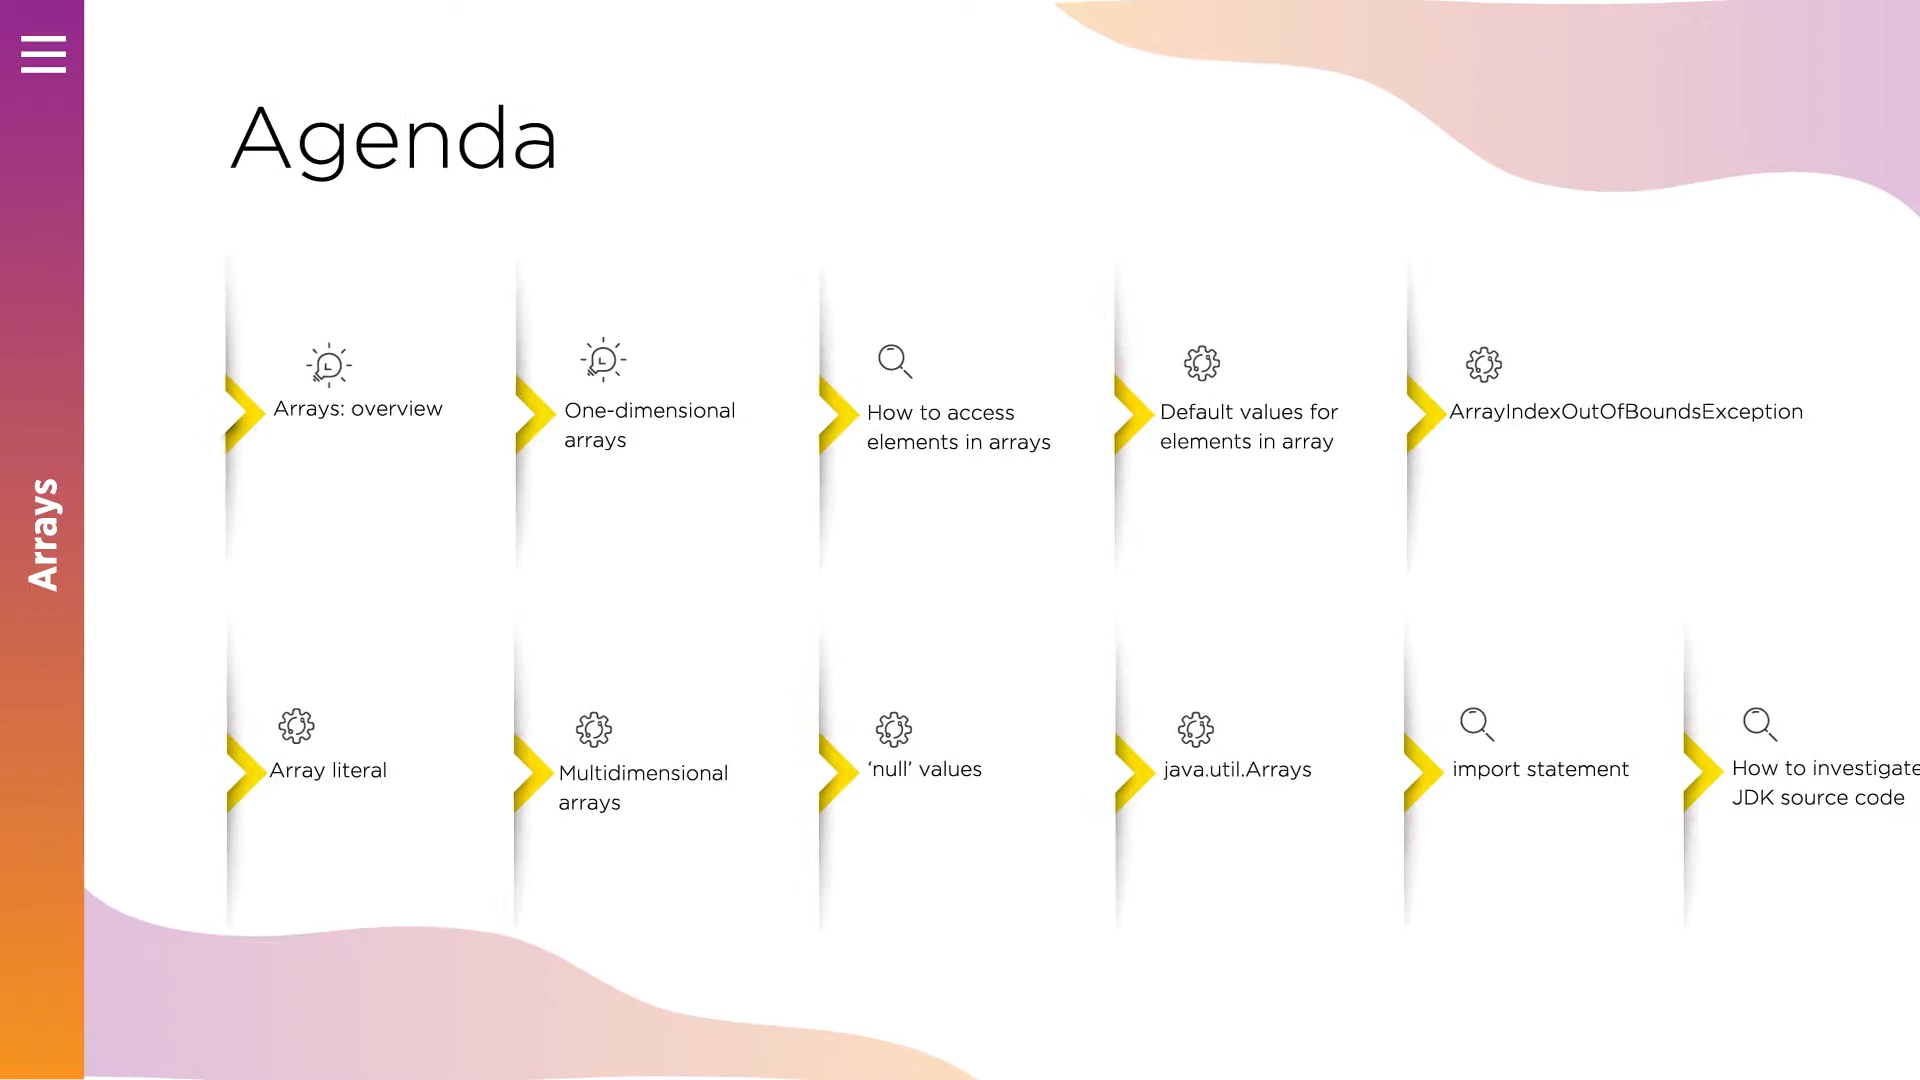 Agenda
Arrays
Arrays: overview
One-dimensional
arrays
How to access
elements in arrays
Default values for
elements in array
ArrayIndexOutOfBoundsException
Array literal
Multidimensional
arrays
‘null’ values
java.util.Arrays
import statement
How to investigate
JDK source code